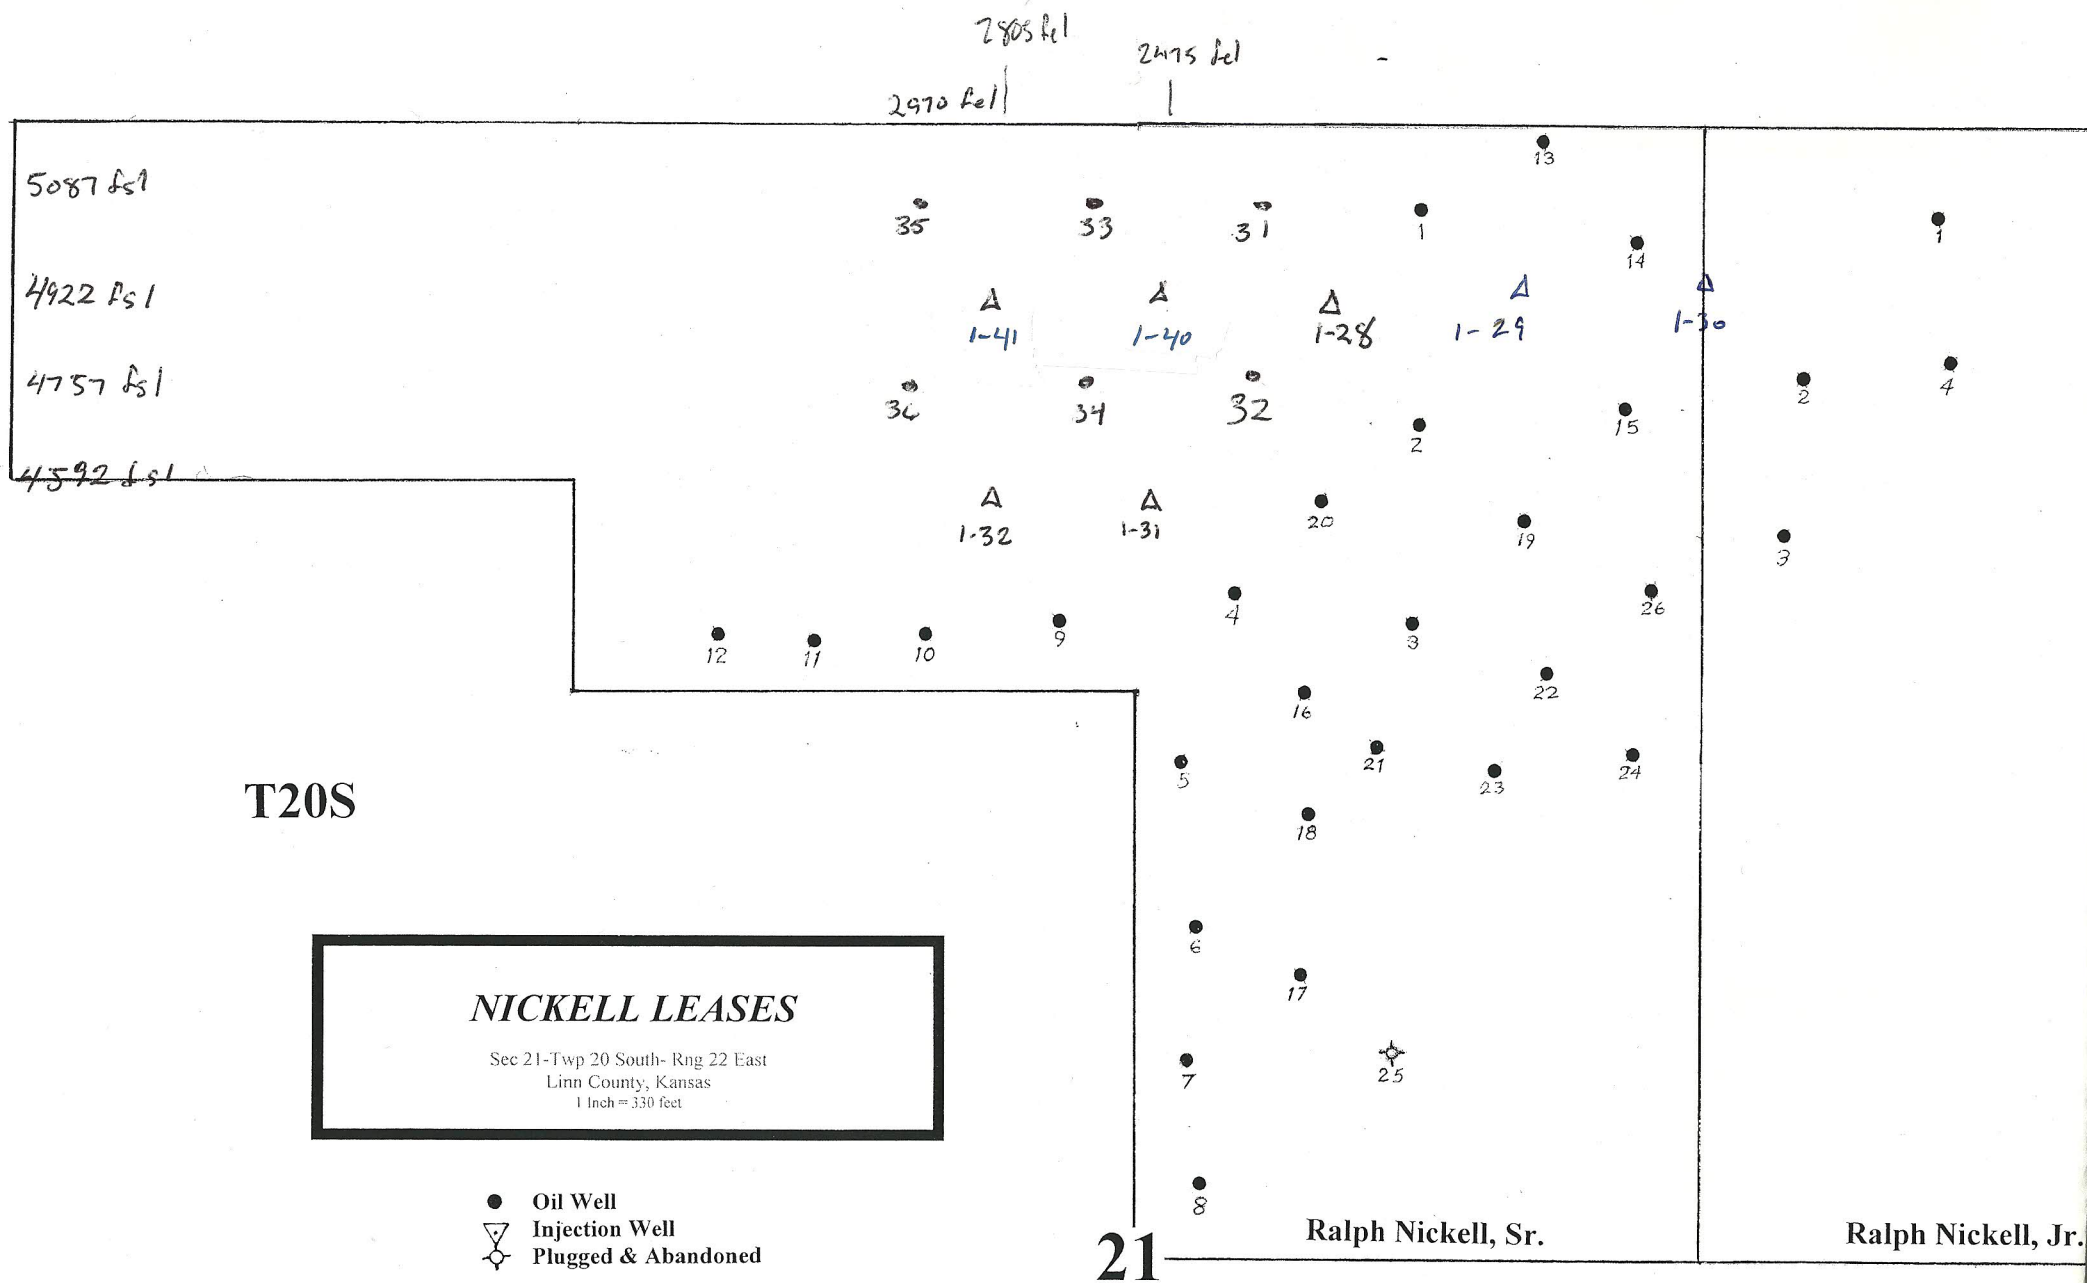 2805 fel
2475 fel
2970 fel
13
5087 fsl
35
33
31
1
1
14
4922 fsl
1-41
1-40
1-28
1-29
1-30
4757 fsl
36
34
32
2
15
2
4
4592 fsl
1-32
1-31
20
19
3
12
11
10
9
4
3
26
16
22
5
21
23
24
T20S
18
6
17
NICKELL LEASES
Sec 21-Twp 20 South- Rng 22 East
Linn County, Kansas
1 Inch = 330 feet
7
25
8
Oil Well
Injection Well
Plugged & Abandoned
21
Ralph Nickell, Sr.
Ralph Nickell, Jr.